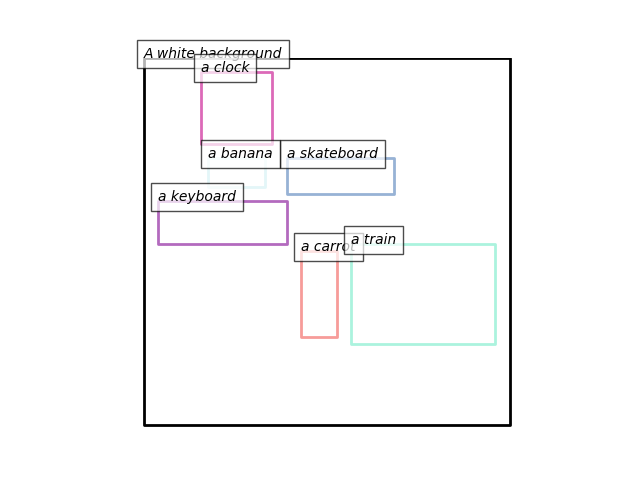 A white background
a clock
a banana
a skateboard
a keyboard
a carrot
a train